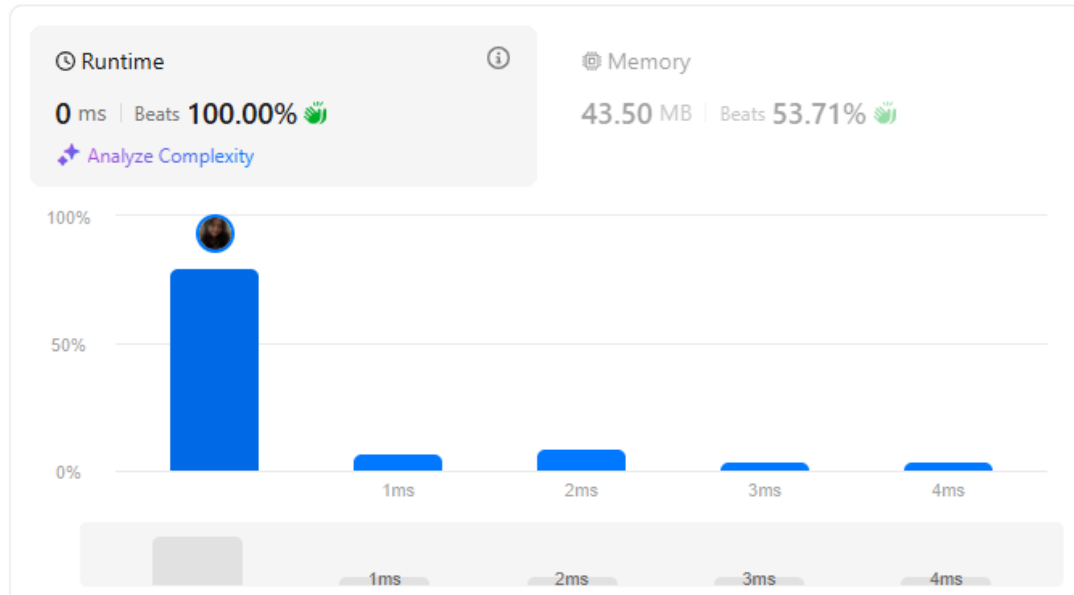 Runtime
0 ms | Beats 100.00%
Analyze Complexity
Memory
43.50 MB | Beats 53.71%
100%
50%
0%
1ms 2ms 3ms 4ms
1ms 2ms 3ms 4ms